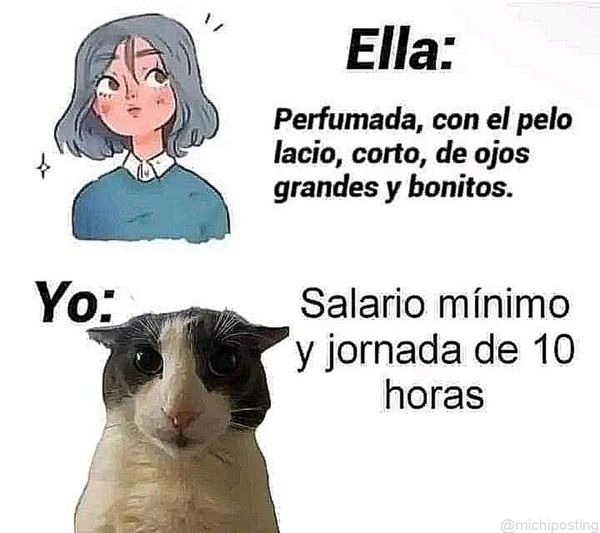 Ella:
Perfumada, con el pelo
lacio, corto, de ojos
grandes y bonitos.
Yo:
Salario mínimo
y jornada de 10
horas
@michiposting